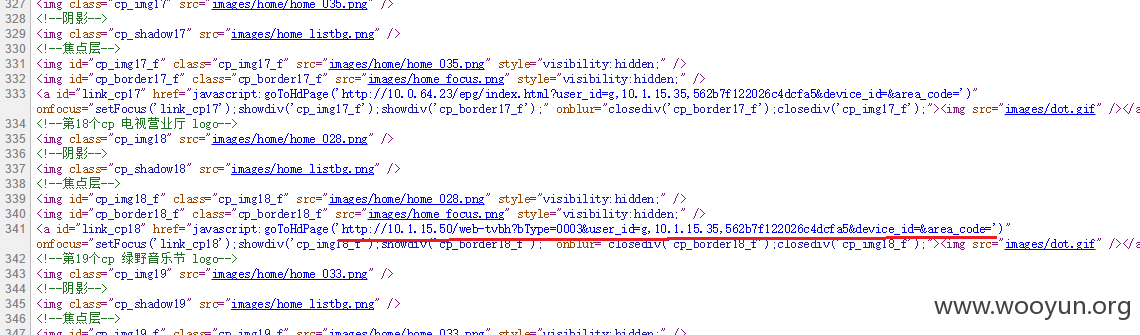 327 <img class="cp_img17" src="images/home/home_035.png" />
328 <!--阴影-->
329 <img class="cp_shadow17" src="images/home_listbg.png" />
330 <!--焦点层-->
331 <img id="cp_img17_f" class="cp_img17_f" src="images/home/home_035.png" style="visibility:hidden;" />
332 <img id="cp_border17_f" class="cp_border17_f" src="images/home_focus.png" style="visibility:hidden;" />
333 <a id="link_cp17" href="javascript:goToHdPage('http://10.0.64.23/epg/index.html?user_id=g,10.1.15.35,562b7f122026c4dcfa5&device_id=&area_code=')"
onfocus="setFocus('link_cp17');showdiv('cp_img17_f');showdiv('cp_border17_f');" onblur="closediv('cp_border17_f');closediv('cp_img17_f');"><img src="images/dot.gif" /></a
334 <!--第18个cp 电视营业厅 logo-->
335 <img class="cp_img18" src="images/home/home_028.png" />
336 <!--阴影-->
337 <img class="cp_shadow18" src="images/home_listbg.png" />
338 <!--焦点层-->
339 <img id="cp_img18_f" class="cp_img18_f" src="images/home/home_028.png" style="visibility:hidden;" />
340 <img id="cp_border18_f" class="cp_border18_f" src="images/home_focus.png" style="visibility:hidden;" />
341 <a id="link_cp18" href="javascript:goToHdPage('http://10.1.15.50/web-tvbh?bType=0003&user_id=g,10.1.15.35,562b7f122026c4dcfa5&device_id=&area_code=')"
onfocus="setFocus('link_cp18');showdiv('cp_img18_f');showdiv('cp_border18_f');" onblur="closediv('cp_border18_f');closediv('cp_img18_f');"><img src="images/dot.gif" /></a
342 <!--第19个cp 绿野音乐节 logo-->
343 <img class="cp_img19" src="images/home/home_033.png" />
344 <!--阴影-->
345 <img class="cp_shadow19" src="images/home_listbg.png" />
346 <!--焦点层-->
347 <img id="cp_img19_f" class="cp_img19_f" src="images/home/home_033.png" style="visibility:hidden;" />
www.wooyun.org